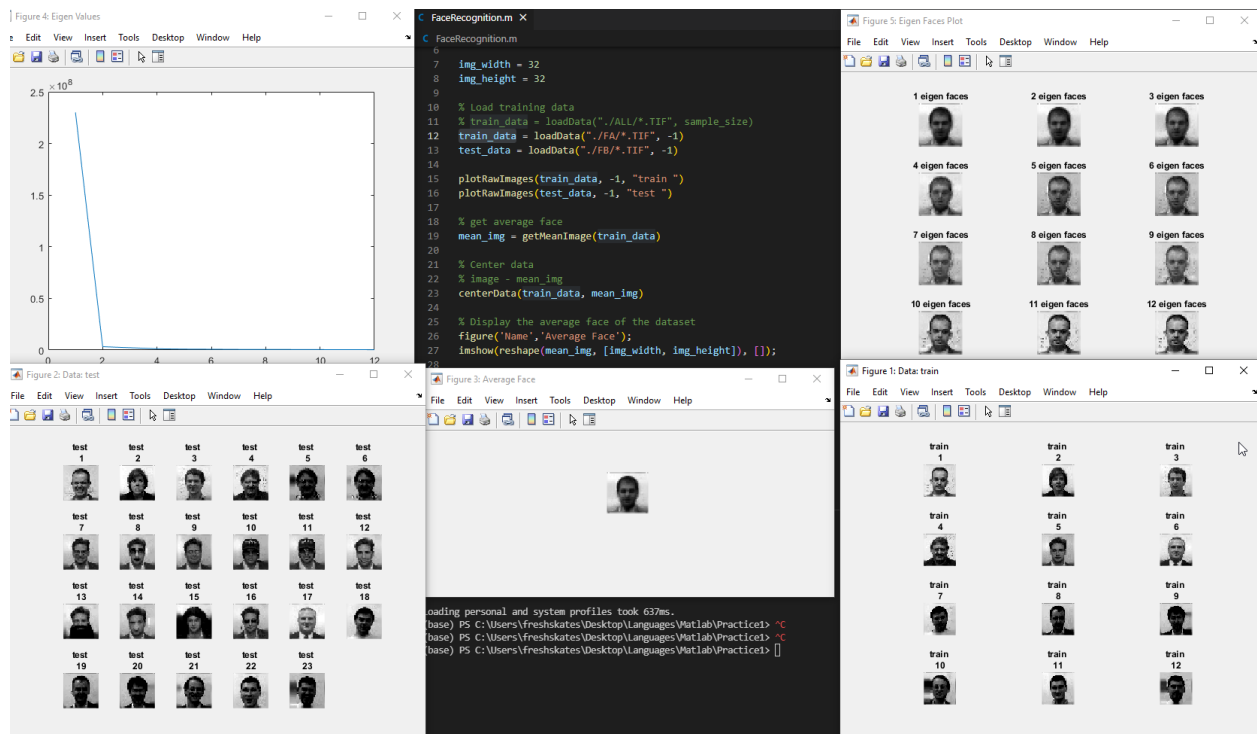 Figure 4: Eigen Values
Edit View Insert Tools Desktop Window Help
× 10^8
2.5
2
1.5
1
0.5
0
0 2 4 6 8 10 12
FaceRecognition.m
FaceRecognition.m
6
7 img_width = 32
8 img_height = 32
9
10 % Load training data
11 % train_data = loadData("./ALL/*.TIF", sample_size)
12 train_data = loadData("./FA/*.TIF", -1)
13 test_data = loadData("./FB/*.TIF", -1)
14
15 plotRawImages(train_data, -1, "train ")
16 plotRawImages(test_data, -1, "test ")
17
18 % get average face
19 mean_img = getMeanImage(train_data)
20
21 % Center data
22 % image - mean_img
23 centerData(train_data, mean_img)
24
25 % Display the average face of the dataset
26 figure('Name','Average Face');
27 imshow(reshape(mean_img, [img_width, img_height]), []);
28
Figure 5: Eigen Faces Plot
File Edit View Insert Tools Desktop Window Help
1 eigen faces 2 eigen faces 3 eigen faces
4 eigen faces 5 eigen faces 6 eigen faces
7 eigen faces 8 eigen faces 9 eigen faces
10 eigen faces 11 eigen faces 12 eigen faces
Figure 2: Data: test
File Edit View Insert Tools Desktop Window Help
test test test test test test
1 2 3 4 5 6
test test test test test test
7 8 9 10 11 12
test test test test test test
13 14 15 16 17 18
test test test test test
19 20 21 22 23
Figure 3: Average Face
File Edit View Insert Tools Desktop Window Help
Loading personal and system profiles took 637ms.
(base) PS C:\Users\freshskates\Desktop\Languages\Matlab\Practice1> ^C
(base) PS C:\Users\freshskates\Desktop\Languages\Matlab\Practice1> ^C
(base) PS C:\Users\freshskates\Desktop\Languages\Matlab\Practice1>
Figure 1: Data: train
File Edit View Insert Tools Desktop Window Help
train train train
1 2 3
train train train
4 5 6
train train train
7 8 9
train train train
10 11 12